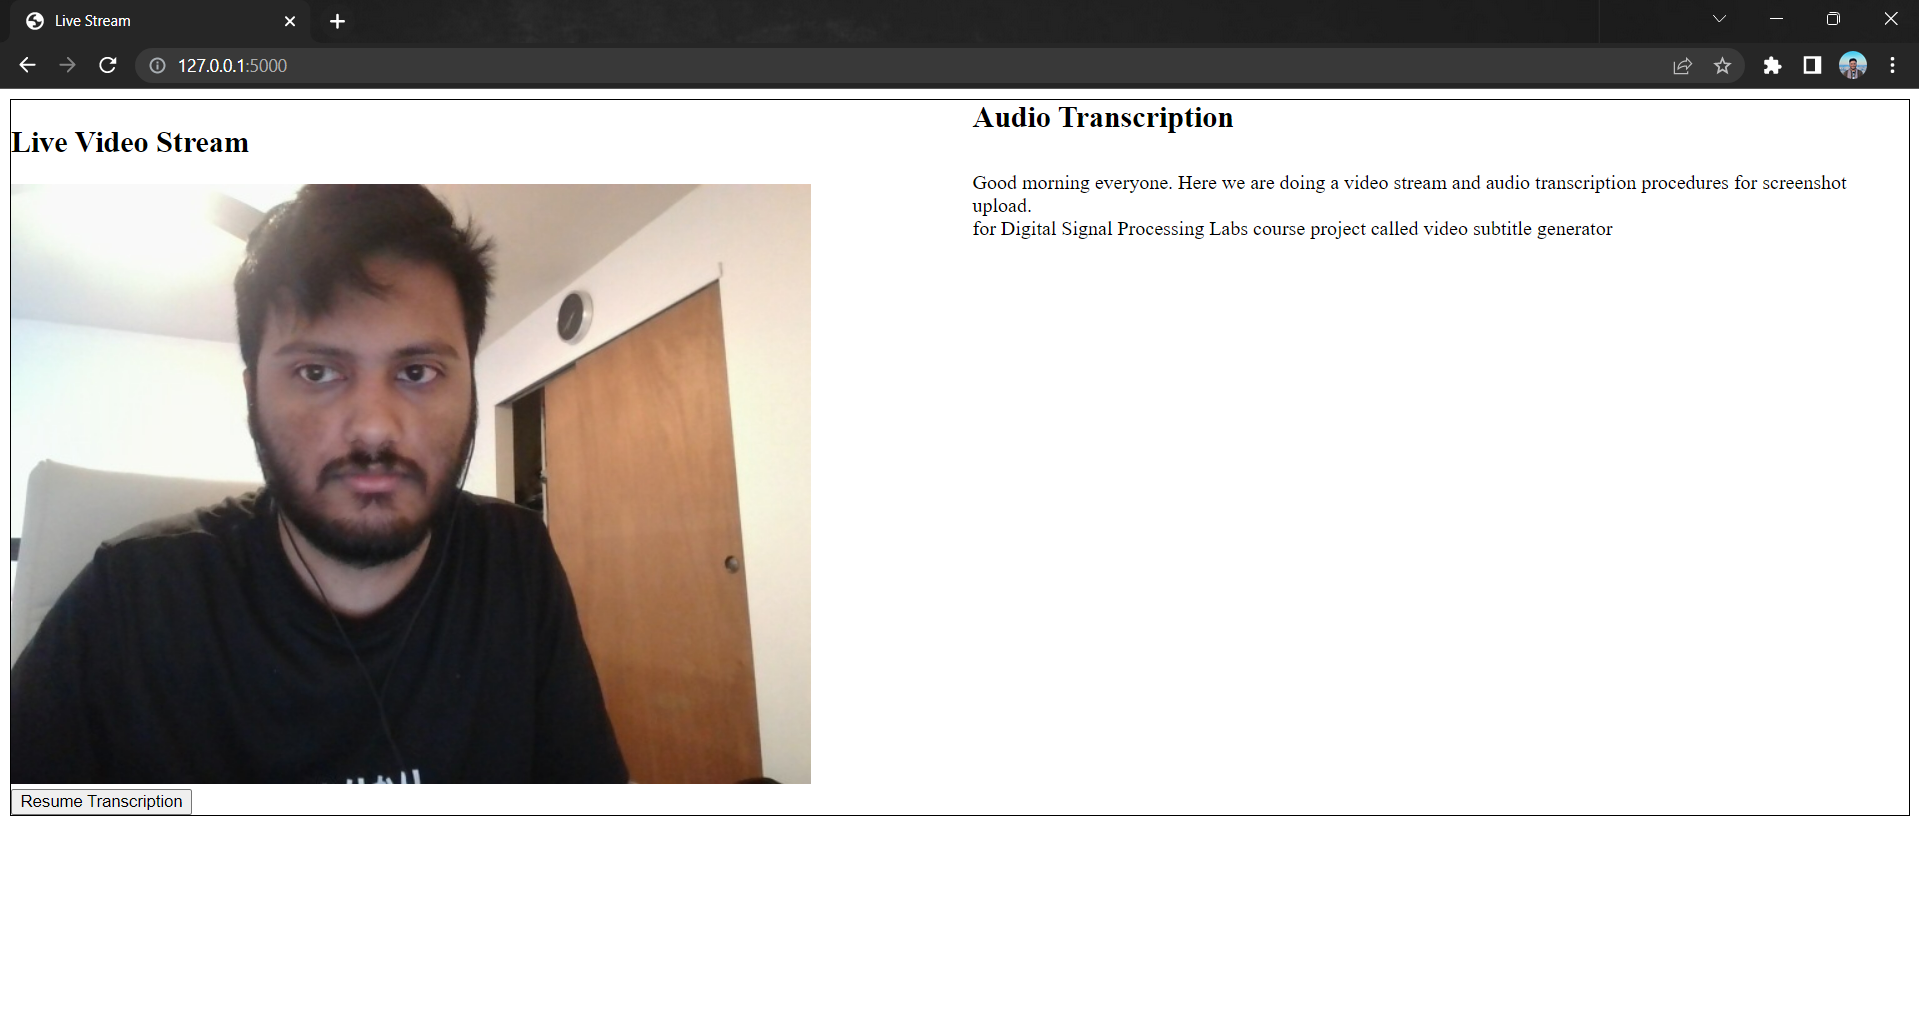 Live Stream
127.0.0.1:5000
Live Video Stream
Resume Transcription
Audio Transcription
Good morning everyone. Here we are doing a video stream and audio transcription procedures for screenshot
upload.
for Digital Signal Processing Labs course project called video subtitle generator